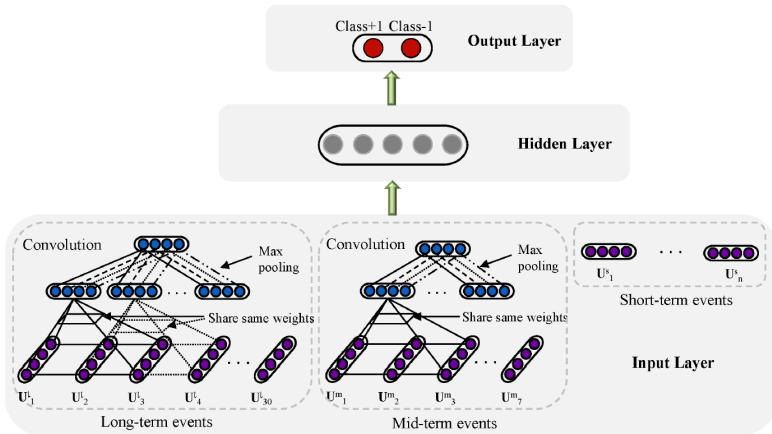 Class+1 Class-1
Output Layer
Hidden Layer
Convolution
Max
pooling
Share same weights
U^l_1 U^l_2 U^l_3 U^l_4 ... U^l_30
Long-term events
Convolution
Max
pooling
Share same weights
U^m_1 U^m_2 U^m_3 ... U^m_7
Mid-term events
...
U^s_1 U^s_n
Short-term events
Input Layer